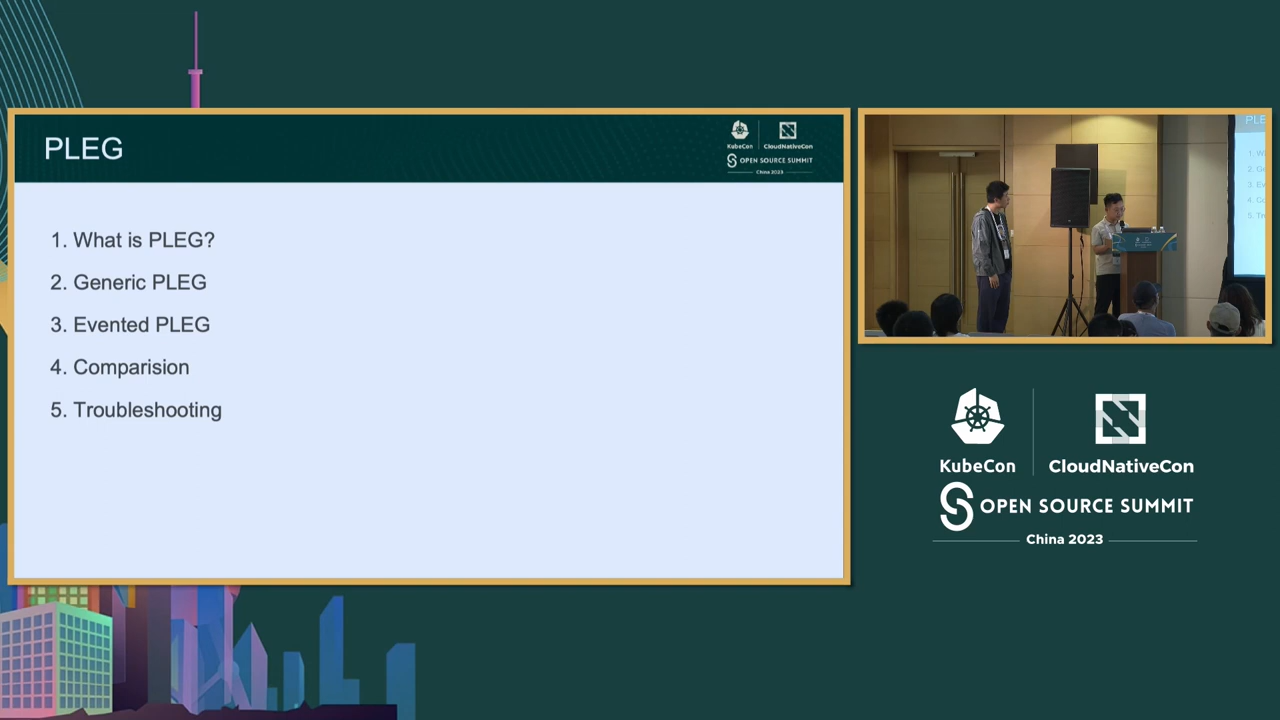 PLEG
KubeCon
CloudNativeCon
OPEN SOURCE SUMMIT
China 2023
1. What is PLEG?
2. Generic PLEG
3. Evented PLEG
4. Comparision
5. Troubleshooting
PLE
KubeCon
CloudNativeCon
OPEN SOURCE SUMMIT
China 2023